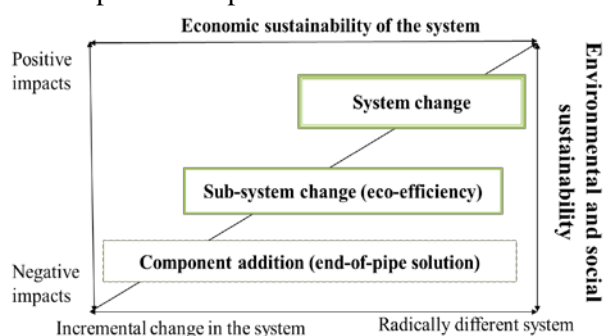 Economic sustainability of the system
Positive
impacts
System change
Environmental and social
sustainability
Sub-system change (eco-efficiency)
Component addition (end-of-pipe solution)
Negative
impacts
Incremental change in the system
Radically different system